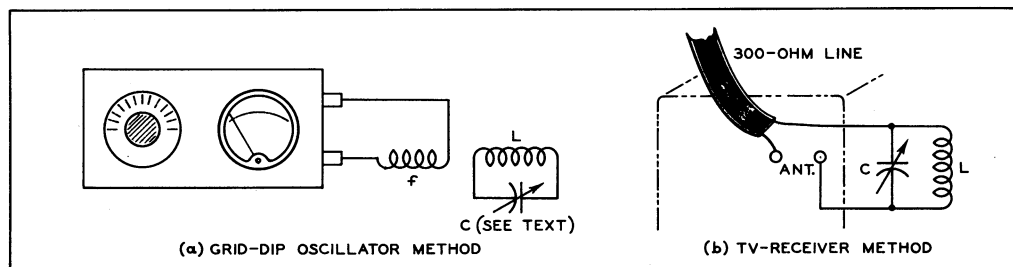 f
L
C (SEE TEXT)
(a) GRID-DIP OSCILLATOR METHOD
300-OHM LINE
ANT.
C
L
(b) TV-RECEIVER METHOD